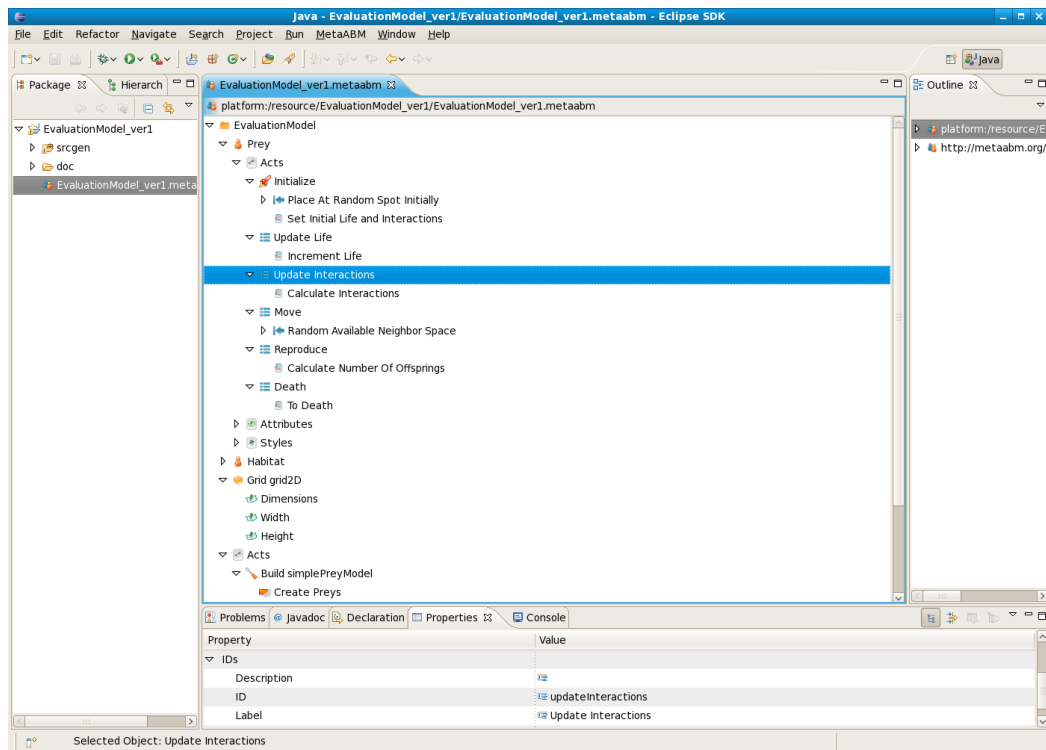 Java - EvaluationModel_ver1/EvaluationModel_ver1.metaabm - Eclipse SDK
File Edit Refactor Navigate Search Project Run MetaABM Window Help
Java
Package Hierarch
EvaluationModel_ver1.metaabm
Outline
platform:/resource/EvaluationModel_ver1/EvaluationModel_ver1.metaabm
EvaluationModel_ver1
srcgen
doc
EvaluationModel_ver1.meta
EvaluationModel
Prey
Acts
Initialize
Place At Random Spot Initially
Set Initial Life and Interactions
Update Life
Increment Life
Update Interactions
Calculate Interactions
Move
Random Available Neighbor Space
Reproduce
Calculate Number Of Offsprings
Death
To Death
Attributes
Styles
Habitat
Grid grid2D
Dimensions
Width
Height
Acts
Build simplePreyModel
Create Preys
platform:/resource/E
http://metaabm.org/
Problems Javadoc Declaration Properties Console
Property Value
IDs
Description
ID updateInteractions
Label Update Interactions
Selected Object: Update Interactions